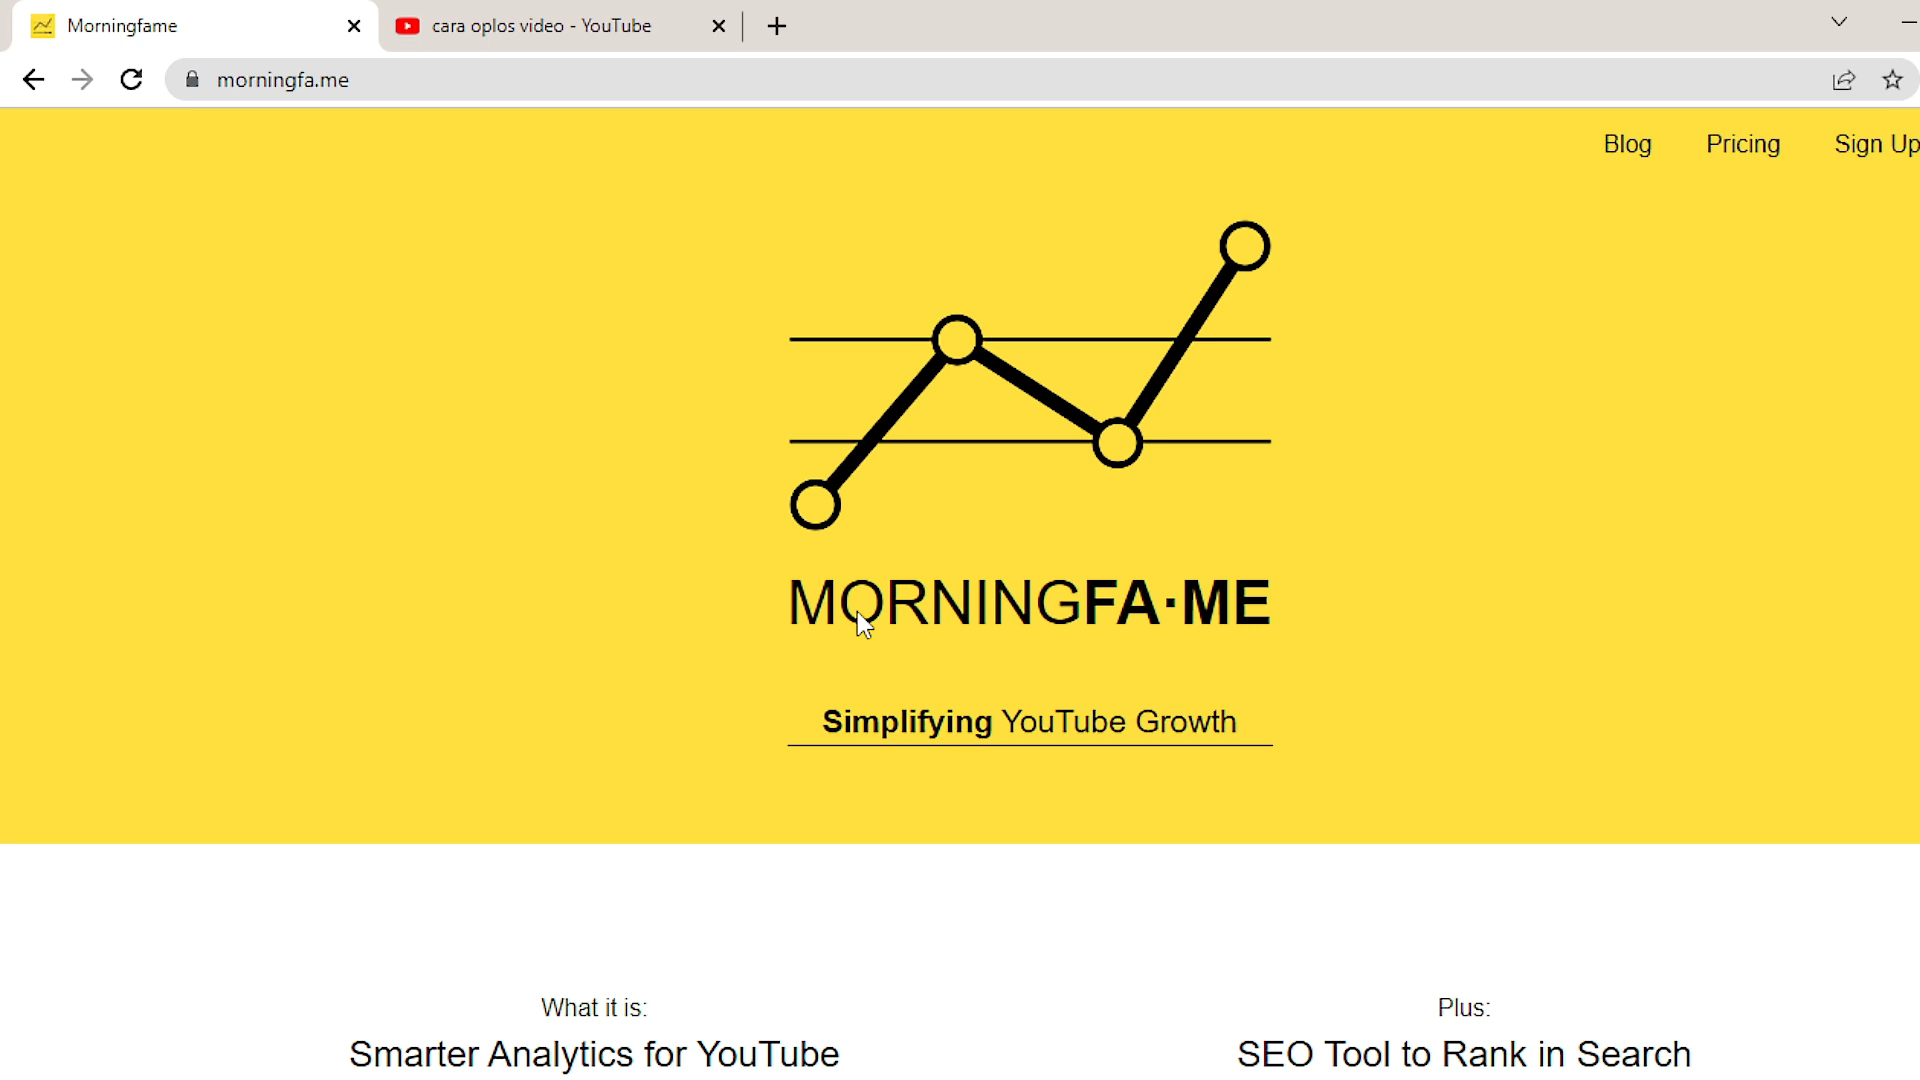 Morningfame
cara oplos video - YouTube
morningfa.me
Blog Pricing Sign Up
MORNINGFA·ME
Simplifying YouTube Growth
What it is:
Smarter Analytics for YouTube
Plus:
SEO Tool to Rank in Search